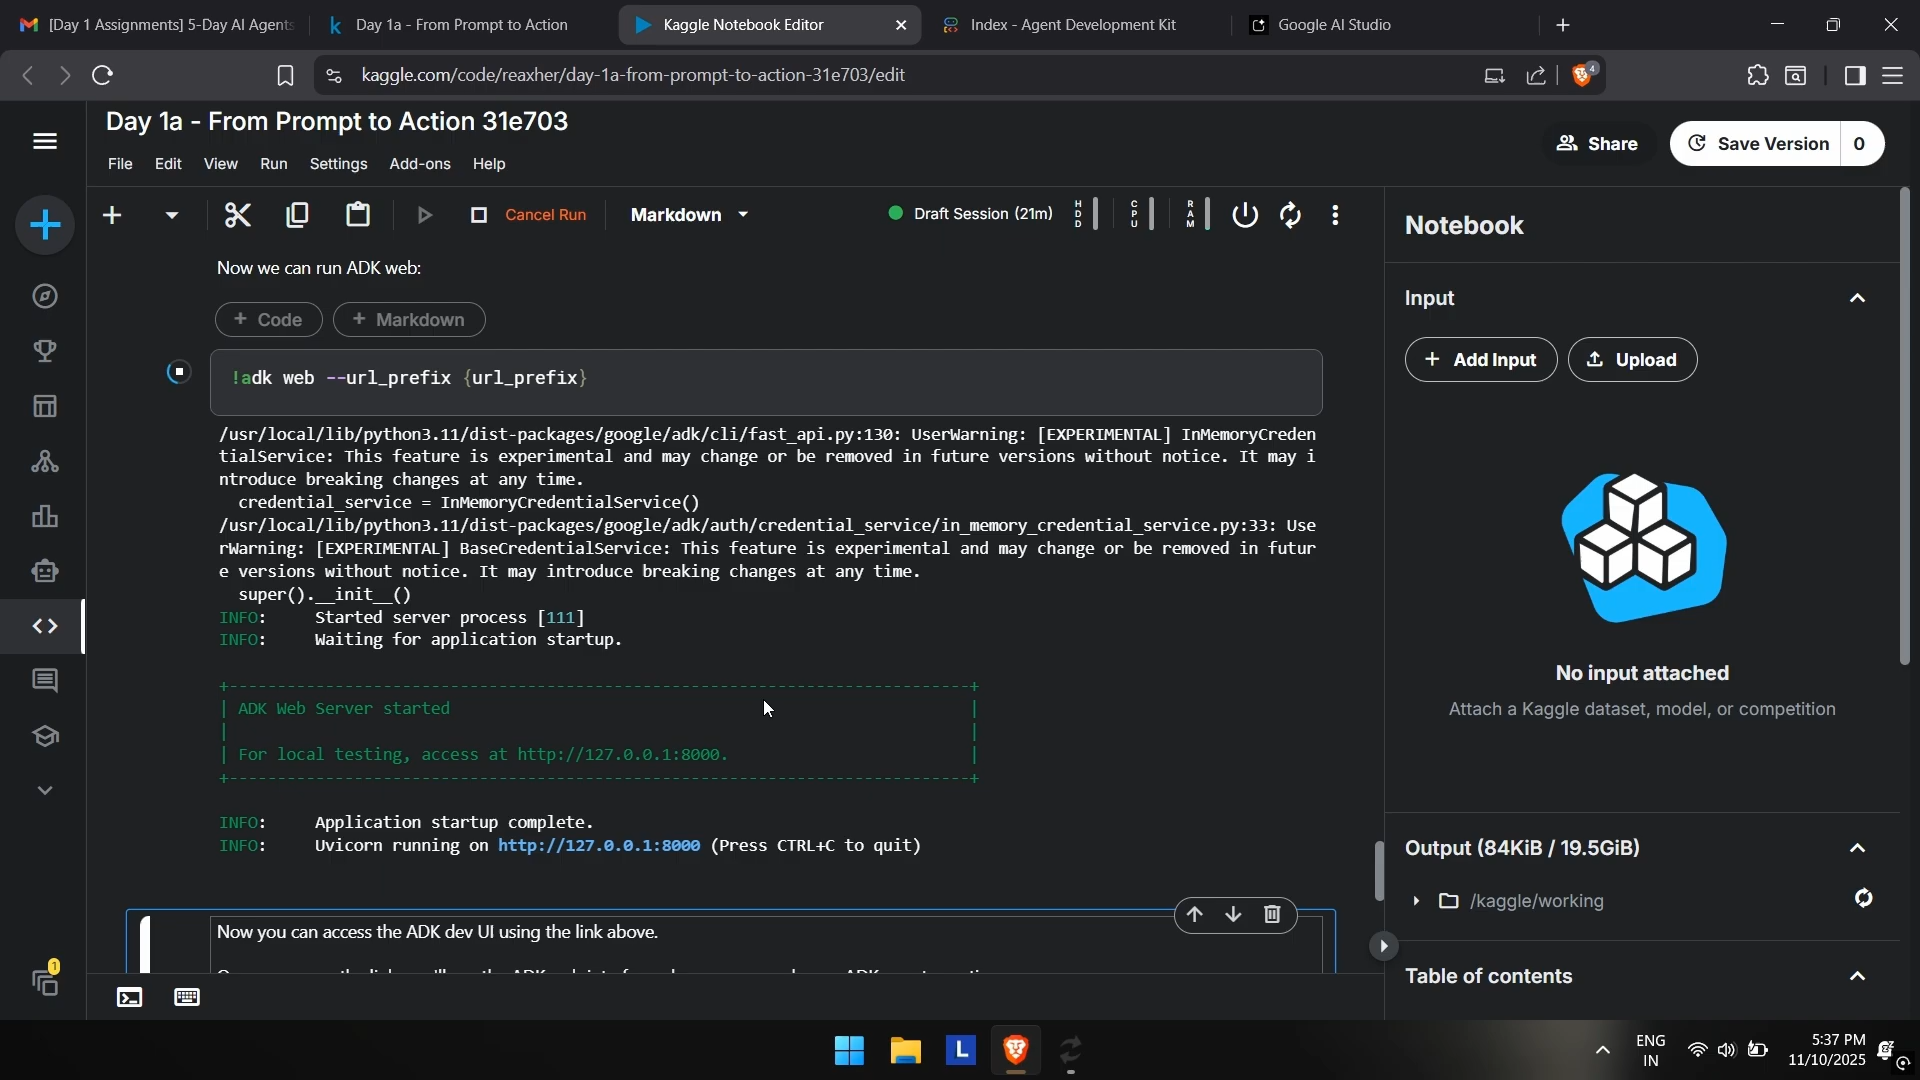 [Day 1 Assignments] 5-Day AI Agents
Day 1a - From Prompt to Action
Kaggle Notebook Editor
Index - Agent Development Kit
Google AI Studio
kaggle.com/code/reaxher/day-1a-from-prompt-to-action-31e703/edit
4
Day 1a - From Prompt to Action 31e703
File Edit View Run Settings Add-ons Help
Share
Save Version 0
Cancel Run
Markdown
Draft Session (21m)
HDD
CPU
RAM
Notebook
Now we can run ADK web:
+ Code + Markdown
!adk web --url_prefix {url_prefix}
/usr/local/lib/python3.11/dist-packages/google/adk/cli/fast_api.py:130: UserWarning: [EXPERIMENTAL] InMemoryCreden
tialService: This feature is experimental and may change or be removed in future versions without notice. It may i
ntroduce breaking changes at any time.
credential_service = InMemoryCredentialService()
/usr/local/lib/python3.11/dist-packages/google/adk/auth/credential_service/in_memory_credential_service.py:33: Use
rWarning: [EXPERIMENTAL] BaseCredentialService: This feature is experimental and may change or be removed in futur
e versions without notice. It may introduce breaking changes at any time.
super().__init__()
INFO: Started server process [111]
INFO: Waiting for application startup.
+-----------------------------------------------------------------------------+
| ADK Web Server started |
| |
| For local testing, access at http://127.0.0.1:8000. |
+-----------------------------------------------------------------------------+
INFO: Application startup complete.
INFO: Uvicorn running on http://127.0.0.1:8000 (Press CTRL+C to quit)
Now you can access the ADK dev UI using the link above.
Input
+ Add Input
Upload
No input attached
Attach a Kaggle dataset, model, or competition
Output (84KiB / 19.5GiB)
/kaggle/working
Table of contents
1
L
ENG
IN
5:37 PM
11/10/2025